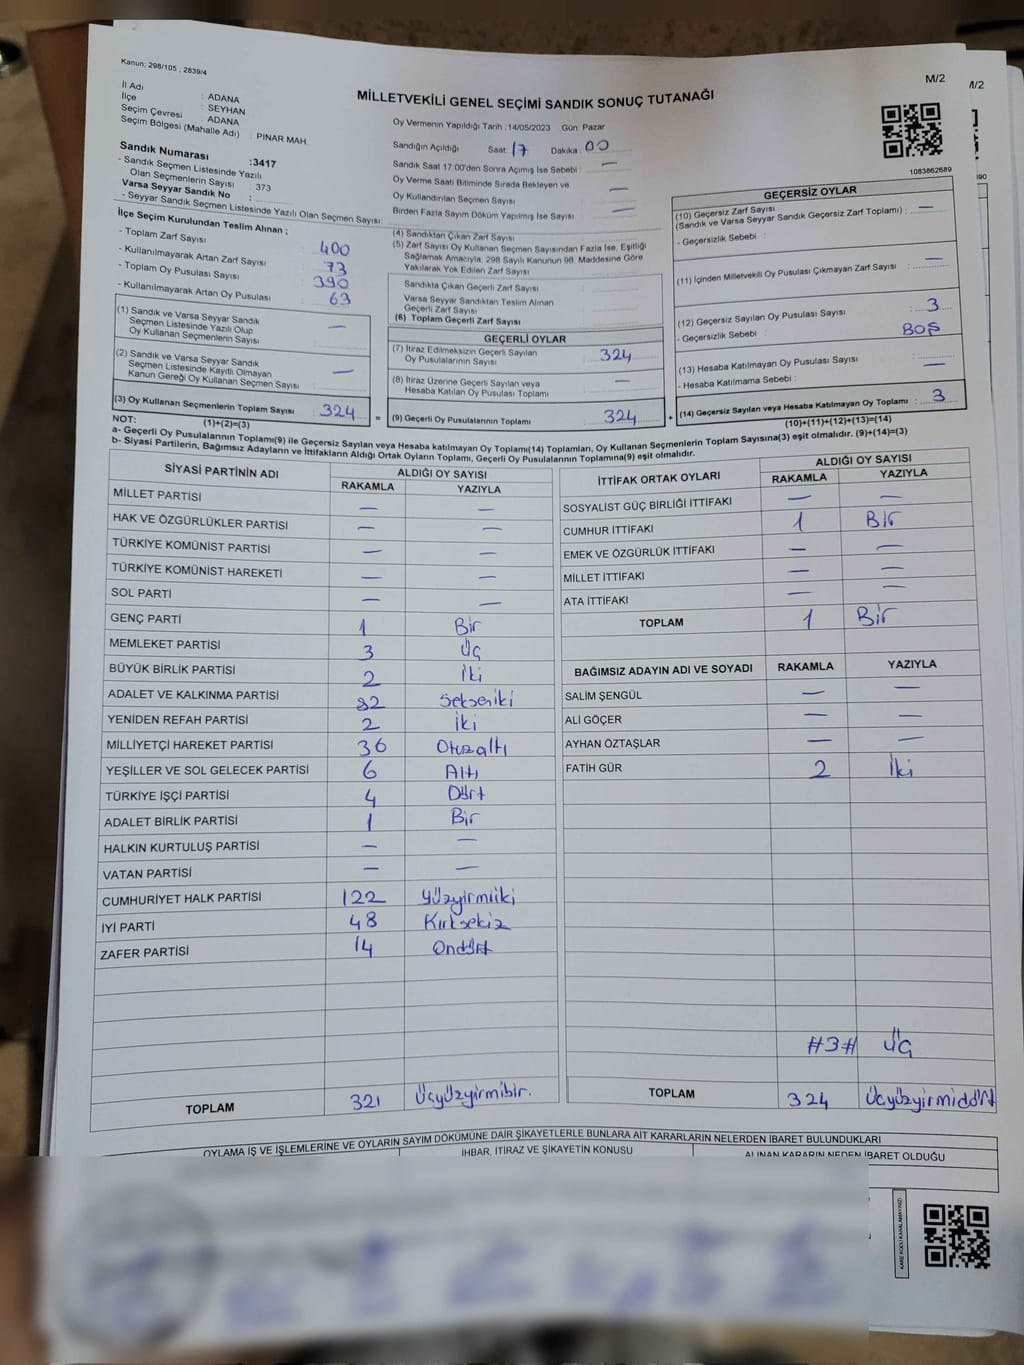 Kanun; 298/105 , 2839/4
M/2
MİLLETVEKİLİ GENEL SEÇİMİ SANDIK SONUÇ TUTANAĞI
İl Adı : ADANA
İlçe : SEYHAN
Seçim Çevresi : ADANA
Seçim Bölgesi (Mahalle Adı) : PINAR MAH.
Sandık Numarası :3417
- Sandık Seçmen Listesinde Yazılı
Olan Seçmenlerin Sayısı : 373
Varsa Seyyar Sandık No :
- Seyyar Sandık Seçmen Listesinde Yazılı Olan Seçmen Sayısı:
İlçe Seçim Kurulundan Teslim Alınan ;
- Toplam Zarf Sayısı 400
- Kullanılmayarak Artan Zarf Sayısı 73
- Toplam Oy Pusulası Sayısı 390
- Kullanılmayarak Artan Oy Pusulası 63
(1) Sandık ve Varsa Seyyar Sandık
Seçmen Listesinde Yazılı Olup
Oy Kullanan Seçmenlerin Sayısı : —
(2) Sandık ve Varsa Seyyar Sandık
Seçmen Listesinde Kayıtlı Olmayan
Kanun Gereği Oy Kullanan Seçmen Sayısı : —
(3) Oy Kullanan Seçmenlerin Toplam Sayısı : 324 =
(1)+(2)=(3)
Oy Vermenin Yapıldığı Tarih :14/05/2023 Gün: Pazar
Sandığın Açıldığı Saat: 17 Dakika: 00
Sandık Saat 17:00'den Sonra Açımış İse Sebebi : —
Oy Verme Saati Bitiminde Sırada Bekleyen ve
Oy Kullandırılan Seçmen Sayısı —
Birden Fazla Sayım Döküm Yapılmış İse Sayısı —
(4) Sandıktan Çıkan Zarf Sayısı
(5) Zarf Sayısı Oy Kullanan Seçmen Sayısından Fazla İse, Eşitliği
Sağlamak Amacıyla, 298 Sayılı Kanunun 98. Maddesine Göre
Yakılarak Yok Edilen Zarf Sayısı
Sandıkta Çıkan Geçerli Zarf Sayısı :
Varsa Seyyar Sandıktan Teslim Alınan
Geçerli Zarf Sayısı
(6) Toplam Geçerli Zarf Sayısı
GEÇERLİ OYLAR
(7) İtiraz Edilmeksizin Geçerli Sayılan
Oy Pusulalarının Sayısı 324
(8) İtiraz Üzerine Geçerli Sayılan veya
Hesaba Katılan Oy Pusulası Toplamı —
(9) Geçerli Oy Pusulalarının Toplamı 324 +
1083862689
GEÇERSİZ OYLAR
(10) Geçersiz Zarf Sayısı
(Sandık ve Varsa Seyyar Sandık Geçersiz Zarf Toplamı) : —
- Geçersizlik Sebebi :
(11) İçinden Milletvekili Oy Pusulası Çıkmayan Zarf Sayısı : —
(12) Geçersiz Sayılan Oy Pusulası Sayısı : 3
- Geçersizlik Sebebi : BOŞ
(13) Hesaba Katılmayan Oy Pusulası Sayısı : —
- Hesaba Katılmama Sebebi :
(14) Geçersiz Sayılan veya Hesaba Katılmayan Oy Toplamı : 3
(10)+(11)+(12)+(13)=(14)
NOT:
a- Geçerli Oy Pusulalarının Toplamı(9) ile Geçersiz Sayılan veya Hesaba katılmayan Oy Toplamı(14) Toplamları, Oy Kullanan Seçmenlerin Toplam Sayısına(3) eşit olmalıdır. (9)+(14)=(3)
b- Siyasi Partilerin, Bağımsız Adayların ve İttifakların Aldığı Ortak Oyların Toplamı, Geçerli Oy Pusulalarının Toplamına(9) eşit olmalıdır.
SİYASİ PARTİNİN ADI ALDIĞI OY SAYISI
RAKAMLA YAZIYLA
MİLLET PARTİSİ — —
HAK VE ÖZGÜRLÜKLER PARTİSİ — —
TÜRKİYE KOMÜNİST PARTİSİ — —
TÜRKİYE KOMÜNİST HAREKETİ — —
SOL PARTİ — —
GENÇ PARTİ 1 Bir
MEMLEKET PARTİSİ 3 Üç
BÜYÜK BİRLİK PARTİSİ 2 İki
ADALET VE KALKINMA PARTİSİ 82 Sekseniki
YENİDEN REFAH PARTİSİ 2 İki
MİLLİYETÇİ HAREKET PARTİSİ 36 Otuzaltı
YEŞİLLER VE SOL GELECEK PARTİSİ 6 Altı
TÜRKİYE İŞÇİ PARTİSİ 4 Dört
ADALET BİRLİK PARTİSİ 1 Bir
HALKIN KURTULUŞ PARTİSİ — —
VATAN PARTİSİ — —
CUMHURİYET HALK PARTİSİ 122 Yüzyirmiiki
İYİ PARTİ 48 Kırksekiz
ZAFER PARTİSİ 14 Ondört
TOPLAM 321 Üçyüzyirmibir.
İTTİFAK ORTAK OYLARI ALDIĞI OY SAYISI
RAKAMLA YAZIYLA
SOSYALİST GÜÇ BİRLİĞİ İTTİFAKI — —
CUMHUR İTTİFAKI 1 Bir
EMEK VE ÖZGÜRLÜK İTTİFAKI — —
MİLLET İTTİFAKI — —
ATA İTTİFAKI — —
TOPLAM 1 Bir
BAĞIMSIZ ADAYIN ADI VE SOYADI RAKAMLA YAZIYLA
SALİM ŞENGÜL — —
ALİ GÖÇER — —
AYHAN ÖZTAŞLAR — —
FATİH GÜR 2 İki
#3# Üç
TOPLAM 324 Üçyüzyirmidört
OYLAMA İŞ VE İŞLEMLERİNE VE OYLARIN SAYIM DÖKÜMÜNE DAİR ŞİKAYETLERLE BUNLARA AİT KARARLARIN NELERDEN İBARET BULUNDUKLARI
İHBAR, İTİRAZ VE ŞİKAYETİN KONUSU
ALINAN KARARIN NEDEN İBARET OLDUĞU
KARE KODU KARALAMAYINIZ!
M/2